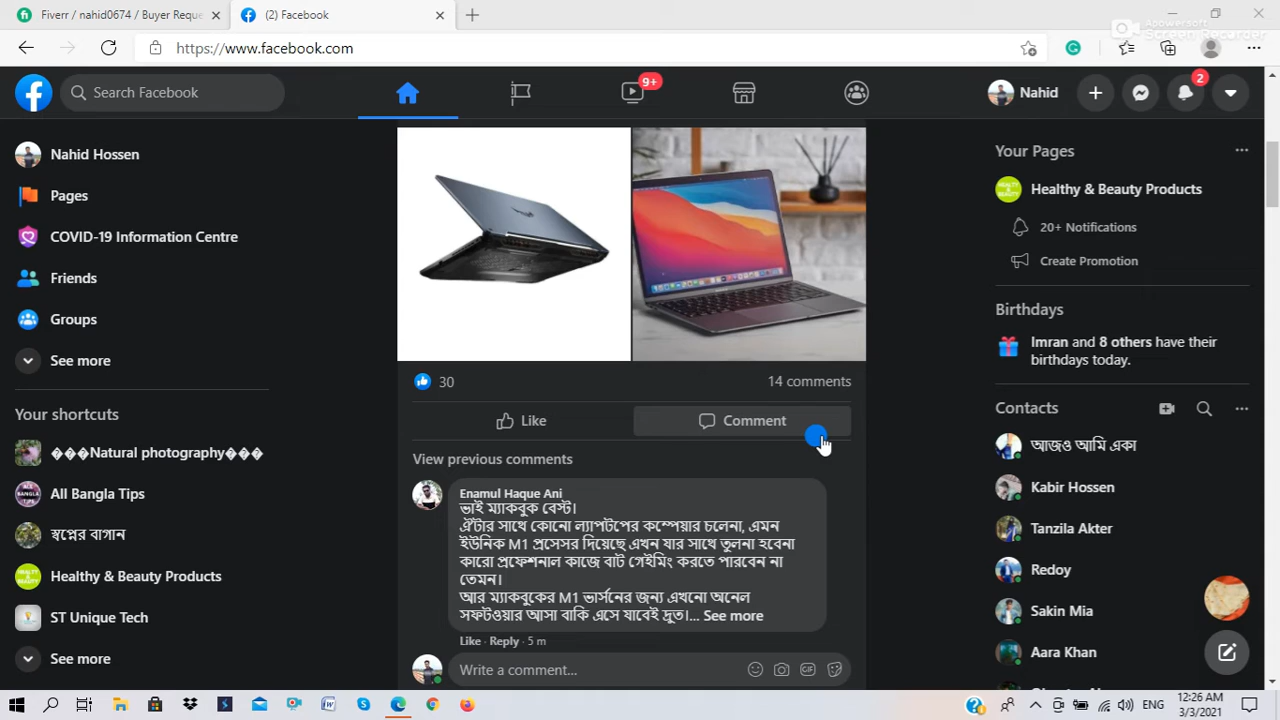 Fiverr / nahid0674 / Buyer Reque
(2) Facebook
Apowersoft
Screen Recorder
https://www.facebook.com
Search Facebook
9+
Nahid
2
Nahid Hossen
Pages
COVID-19 Information Centre
Friends
Groups
See more
Your shortcuts
���Natural photography���
All Bangla Tips
স্বপ্নের বাগান
Healthy & Beauty Products
ST Unique Tech
See more
30
14 comments
Like
Comment
View previous comments
Enamul Haque Ani
ভাই ম্যাকবুক বেস্ট।
ঐটার সাথে কোনো ল্যাপটপের কম্পেয়ার চলেনা, এমন
ইউনিক M1 প্রসেসর দিয়েছে এখন যার সাথে তুলনা হবেনা
কারো প্রফেশনাল কাজে বাট গেইমিং করতে পারবেন না
তেমন।
আর ম্যাকবুকের M1 ভার্সনের জন্য এখনো অনেল
সফটওয়ার আসা বাকি এসে যাবেই দ্রুত।... See more
Like · Reply · 5 m
Write a comment...
GIF
Your Pages
Healthy & Beauty Products
20+ Notifications
Create Promotion
Birthdays
Imran and 8 others have their
birthdays today.
Contacts
আজও আমি একা
Kabir Hossen
Tanzila Akter
Redoy
Sakin Mia
Aara Khan
ENG
12:26 AM
3/3/2021